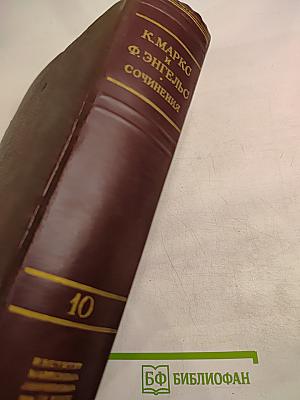 К. МАРКС
и
Ф. ЭНГЕЛЬС
СОЧИНЕНИЯ
10
БФ БИБЛИОФАН